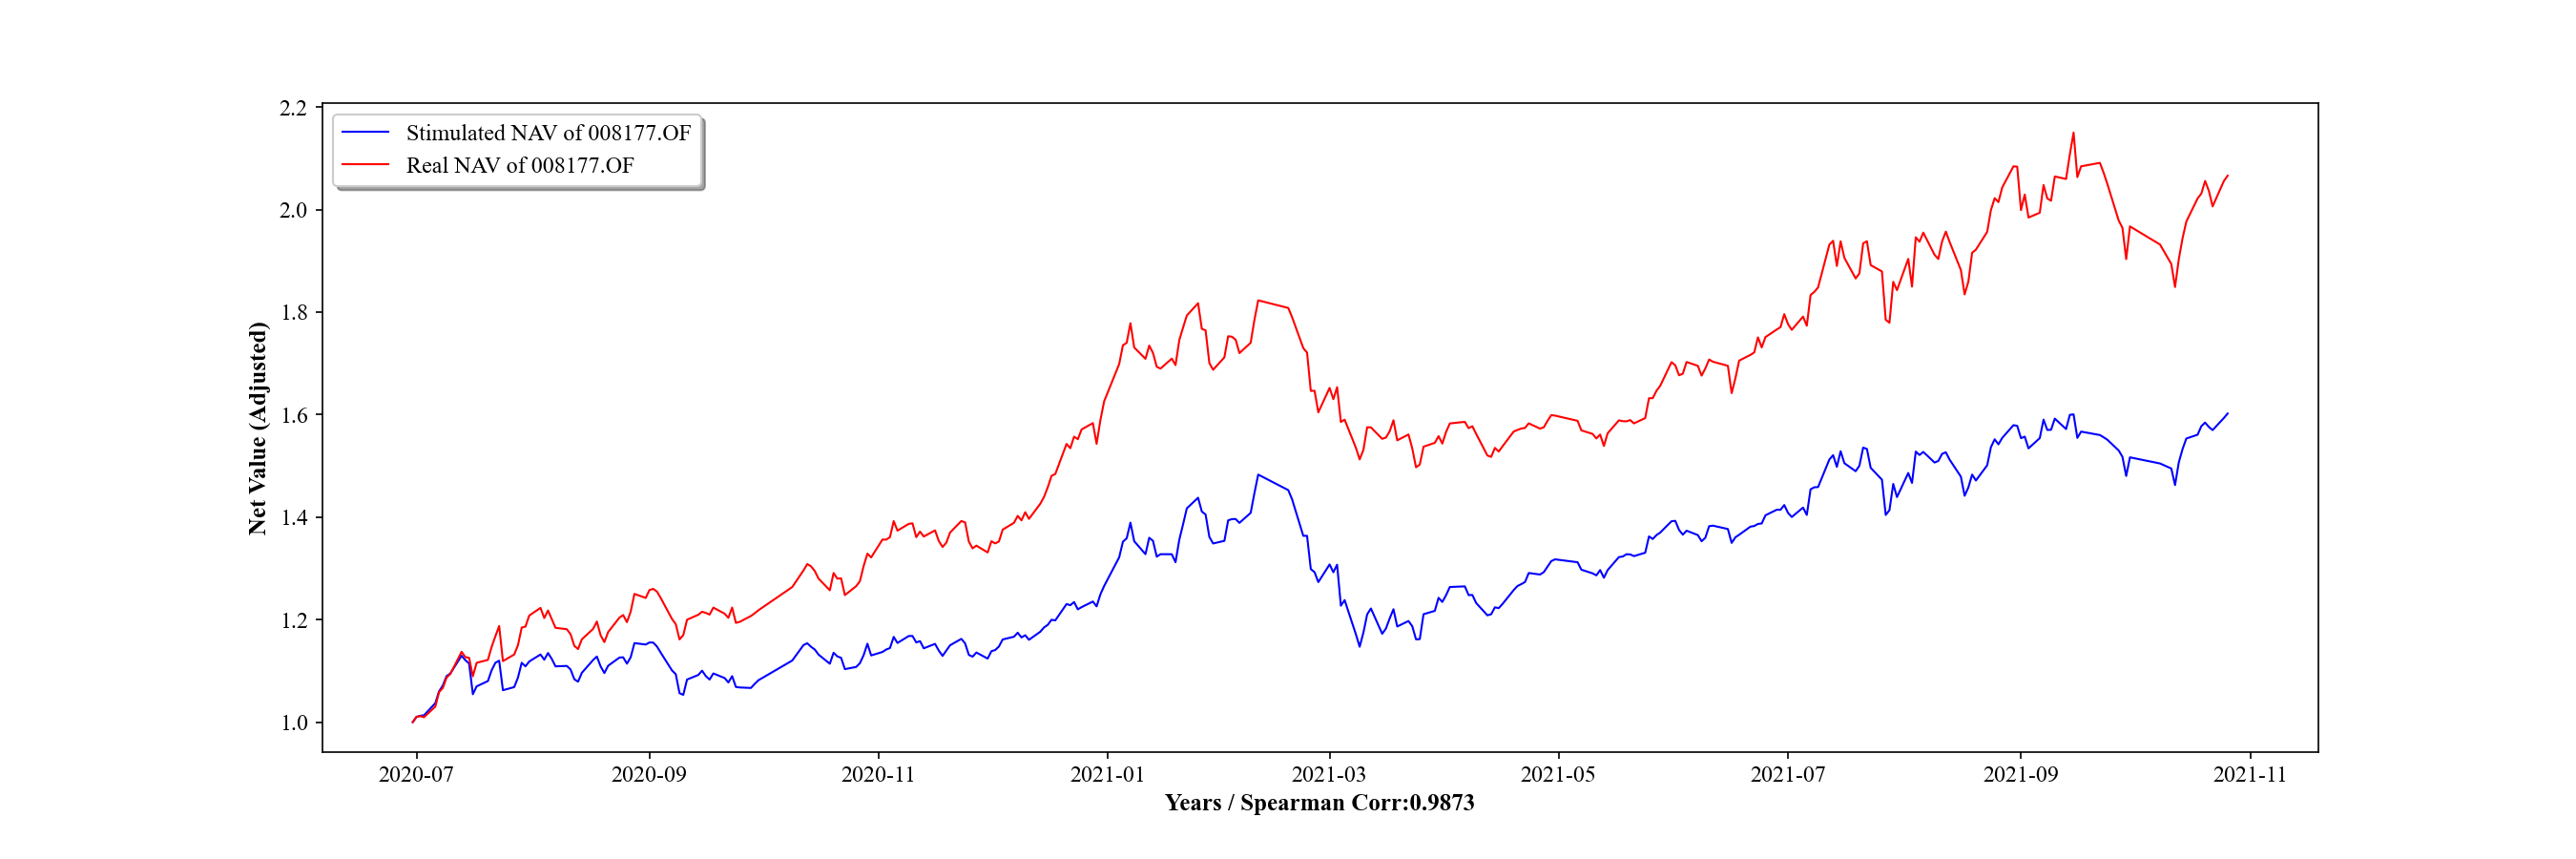 Stimulated NAV of 008177.OF
Real NAV of 008177.OF
Net Value (Adjusted)
2.2
2.0
1.8
1.6
1.4
1.2
1.0
2020-07 2020-09 2020-11 2021-01 2021-03 2021-05 2021-07 2021-09 2021-11
Years / Spearman Corr:0.9873